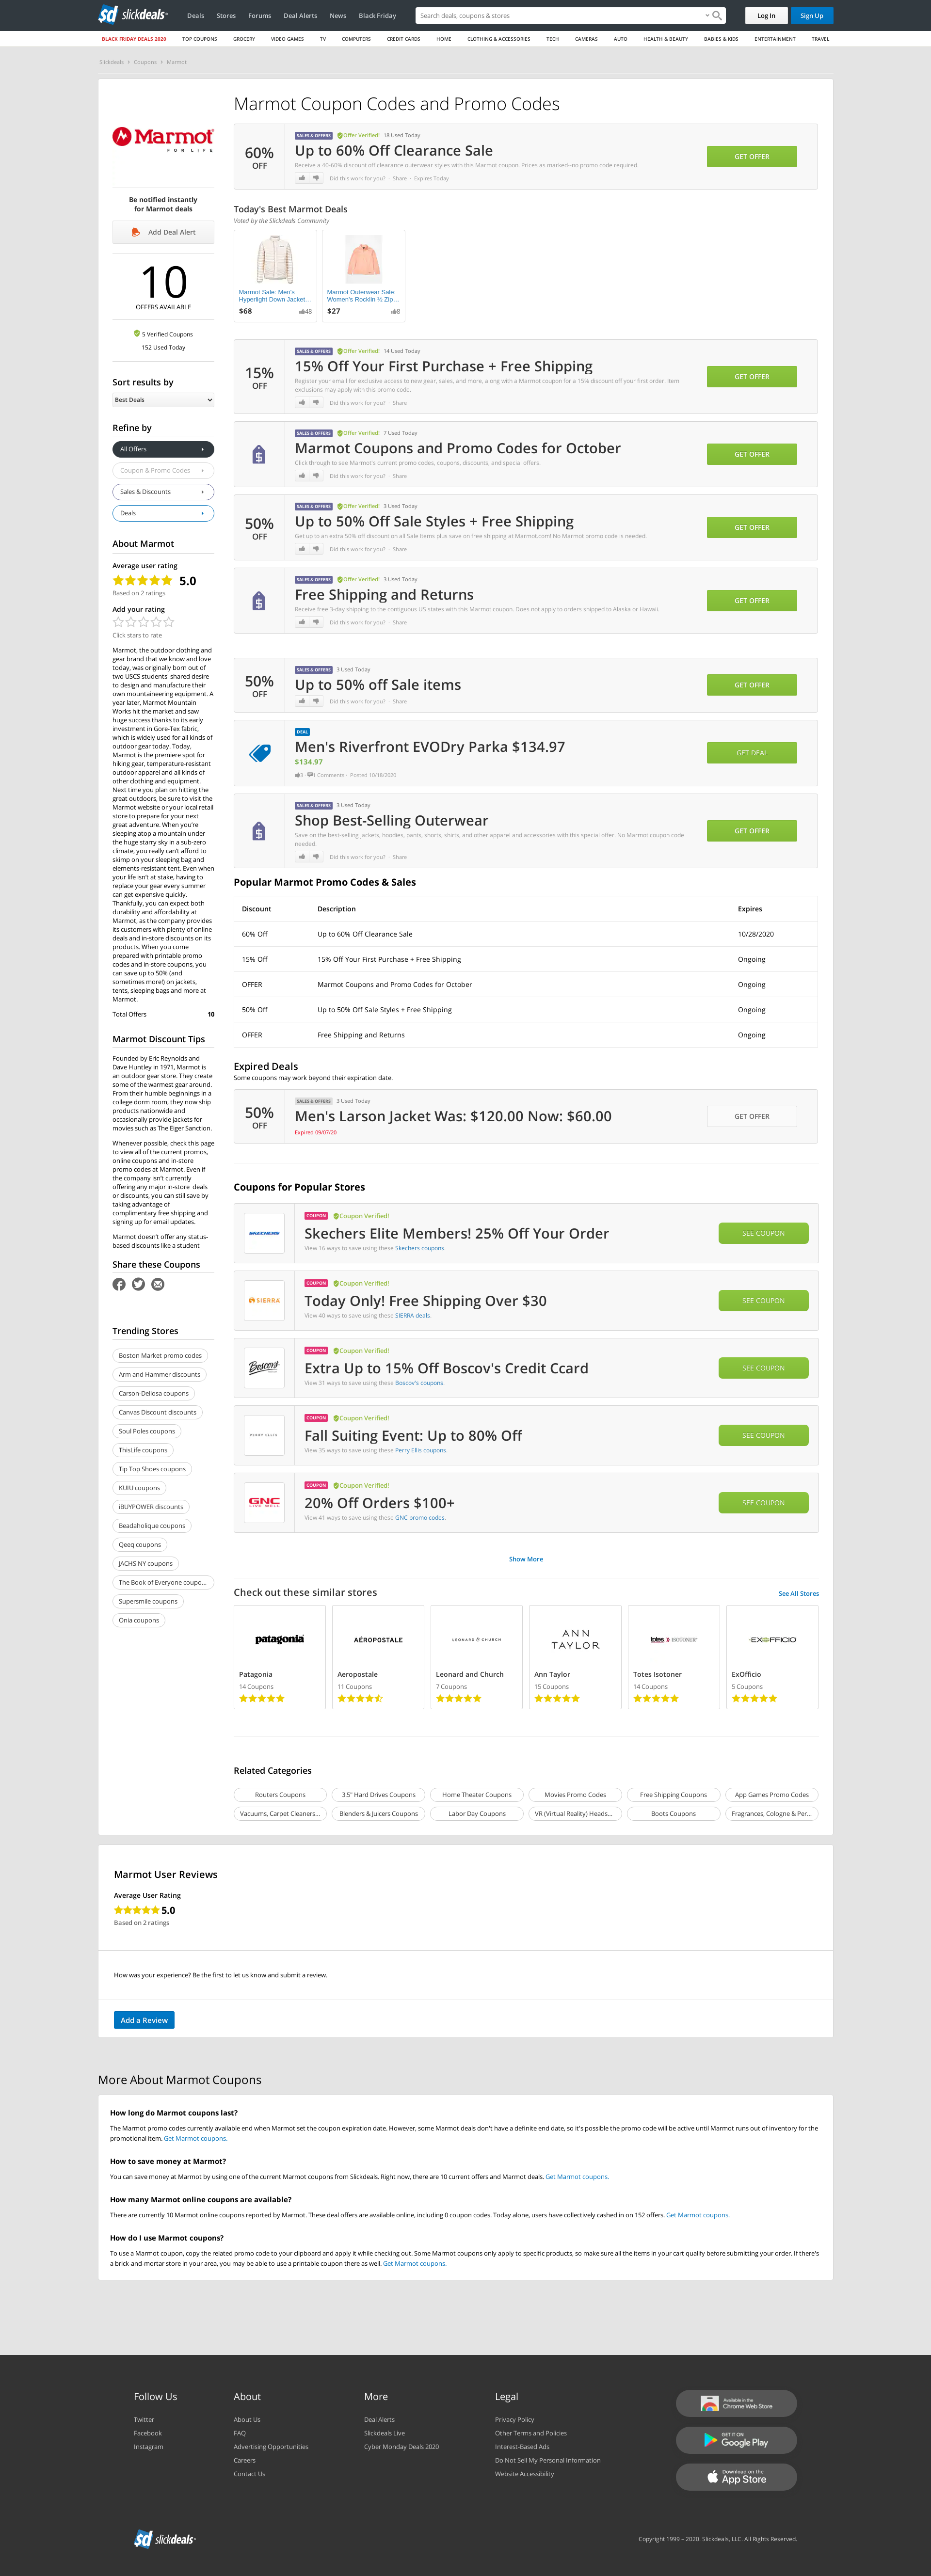 sd slickdeals
Deals
Stores
Forums
Deal Alerts
News
Black Friday
Search deals, coupons & stores
Log In
Sign Up
BLACK FRIDAY DEALS 2020
TOP COUPONS
GROCERY
VIDEO GAMES
TV
COMPUTERS
CREDIT CARDS
HOME
CLOTHING & ACCESSORIES
TECH
CAMERAS
AUTO
HEALTH & BEAUTY
BABIES & KIDS
ENTERTAINMENT
TRAVEL
Slickdeals › Coupons › Marmot
Marmot
FOR LIFE
Be notified instantly
for Marmot deals
Add Deal Alert
10
OFFERS AVAILABLE
5 Verified Coupons
152 Used Today
Sort results by
Best Deals
Refine by
All Offers
Coupon & Promo Codes
Sales & Discounts
Deals
About Marmot
Average user rating
5.0
Based on 2 ratings
Add your rating
Click stars to rate
Marmot, the outdoor clothing and
gear brand that we know and love
today, was originally born out of
two USCS students' shared desire
to design and manufacture their
own mountaineering equipment. A
year later, Marmot Mountain
Works hit the market and saw
huge success thanks to its early
investment in Gore-Tex fabric,
which is widely used for all kinds of
outdoor gear today. Today,
Marmot is the premiere spot for
hiking gear, temperature-resistant
outdoor apparel and all kinds of
other clothing and equipment.
Next time you plan on hitting the
great outdoors, be sure to visit the
Marmot website or your local retail
store to prepare for your next
great adventure. When you're
sleeping atop a mountain under
the huge starry sky in a sub-zero
climate, you really can't afford to
skimp on your sleeping bag and
elements-resistent tent. Even when
your life isn't at stake, having to
replace your gear every summer
can get expensive quickly.
Thankfully, you can expect both
durability and affordability at
Marmot, as the company provides
its customers with plenty of online
deals and in-store discounts on its
products. When you come
prepared with printable promo
codes and in-store coupons, you
can save up to 50% (and
sometimes more!) on jackets,
tents, sleeping bags and more at
Marmot.
Total Offers 10
Marmot Discount Tips
Founded by Eric Reynolds and
Dave Huntley in 1971, Marmot is
an outdoor gear store. They create
some of the warmest gear around.
From their humble beginnings in a
college dorm room, they now ship
products nationwide and
occasionally provide jackets for
movies such as The Eiger Sanction.
Whenever possible, check this page
to view all of the current promos,
online coupons and in-store
promo codes at Marmot. Even if
the company isn't currently
offering any major in-store deals
or discounts, you can still save by
taking advantage of
complimentary free shipping and
signing up for email updates.
Marmot doesn't offer any status-
based discounts like a student
Share these Coupons
Trending Stores
Boston Market promo codes
Arm and Hammer discounts
Carson-Dellosa coupons
Canvas Discount discounts
Soul Poles coupons
ThisLife coupons
Tip Top Shoes coupons
KUIU coupons
iBUYPOWER discounts
Beadaholique coupons
Qeeq coupons
JACHS NY coupons
The Book of Everyone coupo...
Supersmile coupons
Onia coupons
Marmot Coupon Codes and Promo Codes
60%
OFF
SALES & OFFERS Offer Verified! 18 Used Today
Up to 60% Off Clearance Sale
Receive a 40-60% discount off clearance outerwear styles with this Marmot coupon. Prices as marked--no promo code required.
Did this work for you? · Share · Expires Today
GET OFFER
Today's Best Marmot Deals
Voted by the Slickdeals Community
Marmot Sale: Men's
Hyperlight Down Jacket...
$68
48
Marmot Outerwear Sale:
Women's Rocklin ½ Zip...
$27
8
15%
OFF
SALES & OFFERS Offer Verified! 14 Used Today
15% Off Your First Purchase + Free Shipping
Register your email for exclusive access to new gear, sales, and more, along with a Marmot coupon for a 15% discount off your first order. Item
exclusions may apply with this promo code.
Did this work for you? · Share
GET OFFER
SALES & OFFERS Offer Verified! 7 Used Today
Marmot Coupons and Promo Codes for October
Click through to see Marmot's current promo codes, coupons, discounts, and special offers.
Did this work for you? · Share
GET OFFER
50%
OFF
SALES & OFFERS Offer Verified! 3 Used Today
Up to 50% Off Sale Styles + Free Shipping
Get up to an extra 50% off discount on all Sale Items plus save on free shipping at Marmot.com! No Marmot promo code is needed.
Did this work for you? · Share
GET OFFER
SALES & OFFERS Offer Verified! 3 Used Today
Free Shipping and Returns
Receive free 3-day shipping to the contiguous US states with this Marmot coupon. Does not apply to orders shipped to Alaska or Hawaii.
Did this work for you? · Share
GET OFFER
50%
OFF
SALES & OFFERS 3 Used Today
Up to 50% off Sale items
Did this work for you? · Share
GET OFFER
DEAL
Men's Riverfront EVODry Parka $134.97
$134.97
3 · 1 Comments · Posted 10/18/2020
GET DEAL
SALES & OFFERS 3 Used Today
Shop Best-Selling Outerwear
Save on the best-selling jackets, hoodies, pants, shorts, shirts, and other apparel and accessories with this special offer. No Marmot coupon code
needed.
Did this work for you? · Share
GET OFFER
Popular Marmot Promo Codes & Sales
Discount Description Expires
60% Off Up to 60% Off Clearance Sale 10/28/2020
15% Off 15% Off Your First Purchase + Free Shipping Ongoing
OFFER Marmot Coupons and Promo Codes for October Ongoing
50% Off Up to 50% Off Sale Styles + Free Shipping Ongoing
OFFER Free Shipping and Returns Ongoing
Expired Deals
Some coupons may work beyond their expiration date.
50%
OFF
SALES & OFFERS 3 Used Today
Men's Larson Jacket Was: $120.00 Now: $60.00
Expired 09/07/20
GET OFFER
Coupons for Popular Stores
SKECHERS
COUPON Coupon Verified!
Skechers Elite Members! 25% Off Your Order
View 16 ways to save using these Skechers coupons.
SEE COUPON
SIERRA
COUPON Coupon Verified!
Today Only! Free Shipping Over $30
View 40 ways to save using these SIERRA deals.
SEE COUPON
Boscov's
COUPON Coupon Verified!
Extra Up to 15% Off Boscov's Credit Ccard
View 31 ways to save using these Boscov's coupons.
SEE COUPON
PERRY ELLIS
COUPON Coupon Verified!
Fall Suiting Event: Up to 80% Off
View 35 ways to save using these Perry Ellis coupons.
SEE COUPON
GNC
LIVE WELL
COUPON Coupon Verified!
20% Off Orders $100+
View 41 ways to save using these GNC promo codes.
SEE COUPON
Show More
Check out these similar stores
See All Stores
patagonia
Patagonia
14 Coupons
AÉROPOSTALE
Aeropostale
11 Coupons
LEONARD & CHURCH
Leonard and Church
7 Coupons
ANN
TAYLOR
Ann Taylor
15 Coupons
totes ISOTONER
Totes Isotoner
14 Coupons
EXOFFICIO
ExOfficio
5 Coupons
Related Categories
Routers Coupons
3.5" Hard Drives Coupons
Home Theater Coupons
Movies Promo Codes
Free Shipping Coupons
App Games Promo Codes
Vacuums, Carpet Cleaners...
Blenders & Juicers Coupons
Labor Day Coupons
VR (Virtual Reality) Heads...
Boots Coupons
Fragrances, Cologne & Per...
Marmot User Reviews
Average User Rating
5.0
Based on 2 ratings
How was your experience? Be the first to let us know and submit a review.
Add a Review
More About Marmot Coupons
How long do Marmot coupons last?
The Marmot promo codes currently available end when Marmot set the coupon expiration date. However, some Marmot deals don't have a definite end date, so it's possible the promo code will be active until Marmot runs out of inventory for the
promotional item. Get Marmot coupons.
How to save money at Marmot?
You can save money at Marmot by using one of the current Marmot coupons from Slickdeals. Right now, there are 10 current offers and Marmot deals. Get Marmot coupons.
How many Marmot online coupons are available?
There are currently 10 Marmot online coupons reported by Marmot. These deal offers are available online, including 0 coupon codes. Today alone, users have collectively cashed in on 152 offers. Get Marmot coupons.
How do I use Marmot coupons?
To use a Marmot coupon, copy the related promo code to your clipboard and apply it while checking out. Some Marmot coupons only apply to specific products, so make sure all the items in your cart qualify before submitting your order. If there's
a brick-and-mortar store in your area, you may be able to use a printable coupon there as well. Get Marmot coupons.
Follow Us
Twitter
Facebook
Instagram
About
About Us
FAQ
Advertising Opportunities
Careers
Contact Us
More
Deal Alerts
Slickdeals Live
Cyber Monday Deals 2020
Legal
Privacy Policy
Other Terms and Policies
Interest-Based Ads
Do Not Sell My Personal Information
Website Accessibility
Available in the
Chrome Web Store
GET IT ON
Google Play
Download on the
App Store
sd slickdeals
Copyright 1999 – 2020. Slickdeals, LLC. All Rights Reserved.